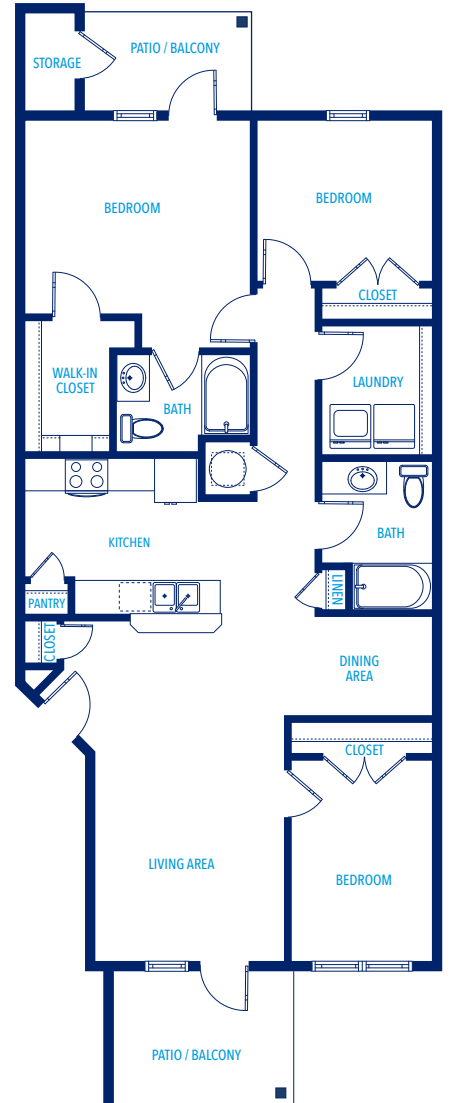 STORAGE
PATIO / BALCONY
BEDROOM
BEDROOM
CLOSET
WALK-IN
CLOSET
BATH
LAUNDRY
KITCHEN
BATH
PANTRY
LINEN
CLOSET
DINING
AREA
CLOSET
LIVING AREA
BEDROOM
PATIO / BALCONY